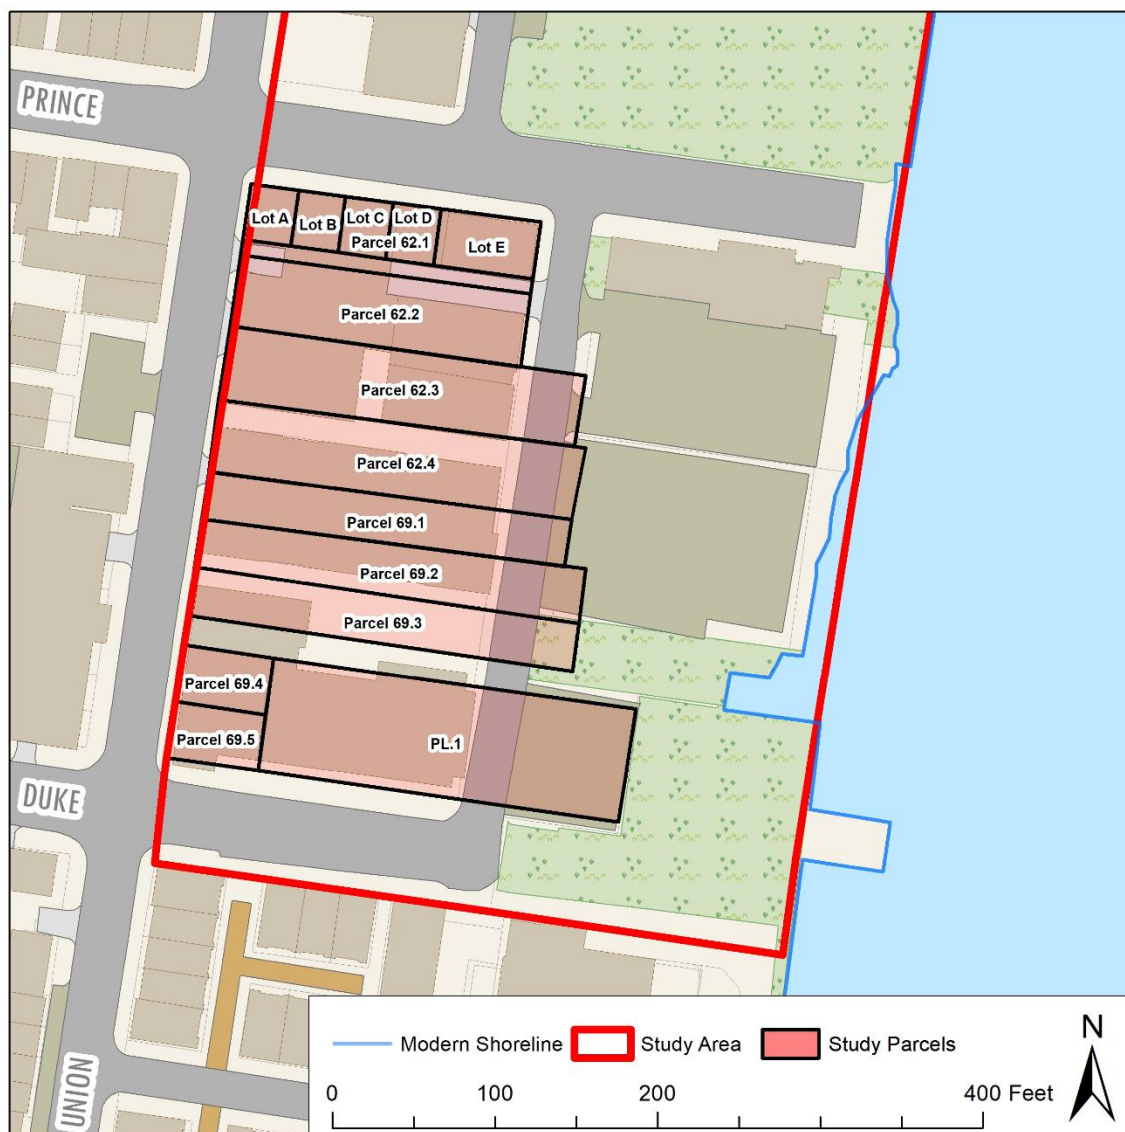 PRINCE
Lot A
Lot B
Lot C
Lot D
Parcel 62.1
Lot E
Parcel 62.2
Parcel 62.3
Parcel 62.4
Parcel 69.1
Parcel 69.2
Parcel 69.3
Parcel 69.4
Parcel 69.5
PL.1
DUKE
UNION
Modern Shoreline
Study Area
Study Parcels
N
0 100 200 400 Feet